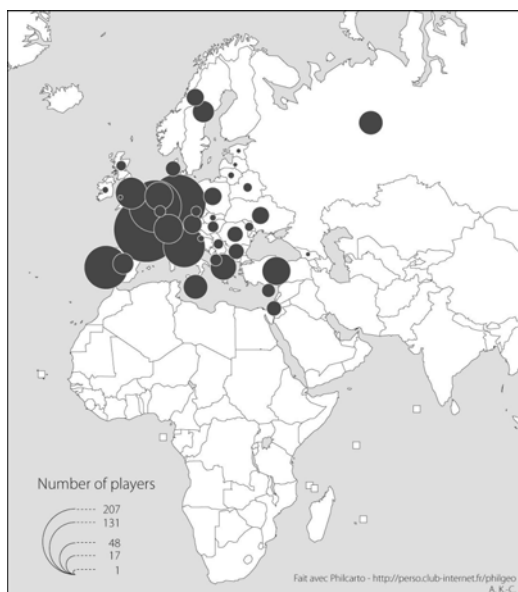 Number of players
207
131
48
17
1
Fait avec Philcarto - http://perso.club-internet.fr/philgeo
A. K.-C.